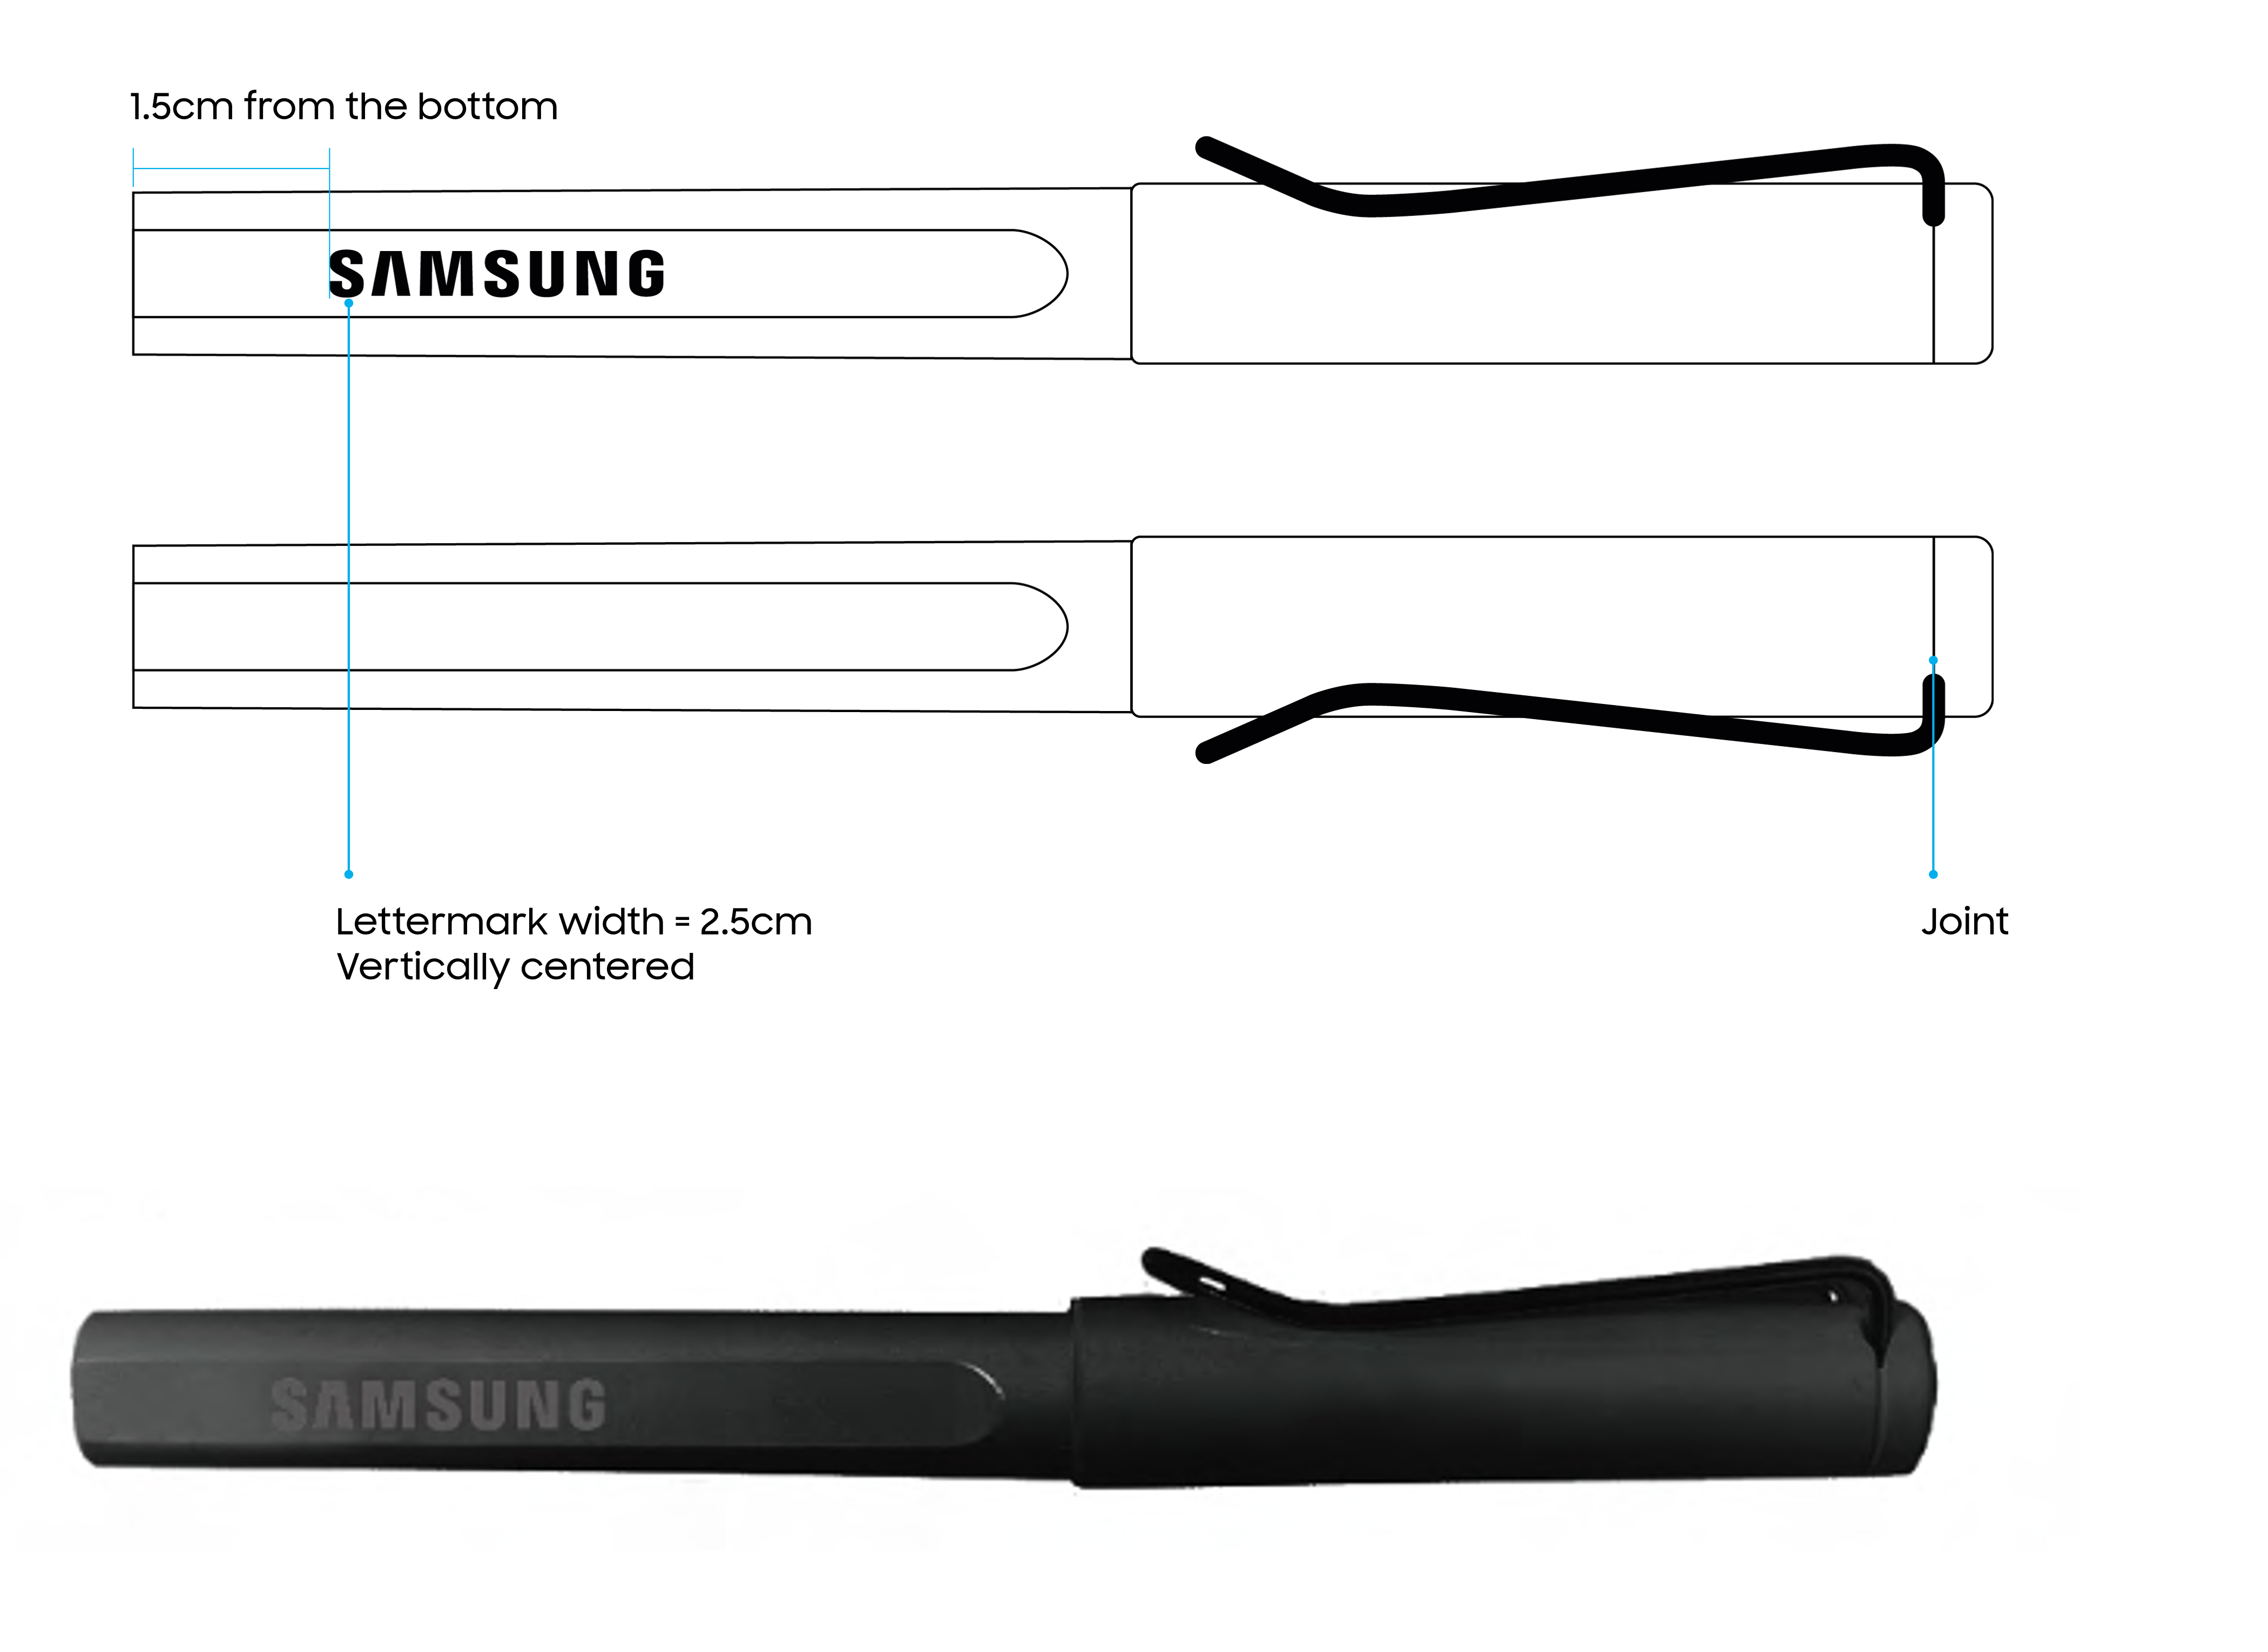 1.5cm from the bottom
SAMSUNG
Lettermark width = 2.5cm
Vertically centered
Joint
SAMSUNG